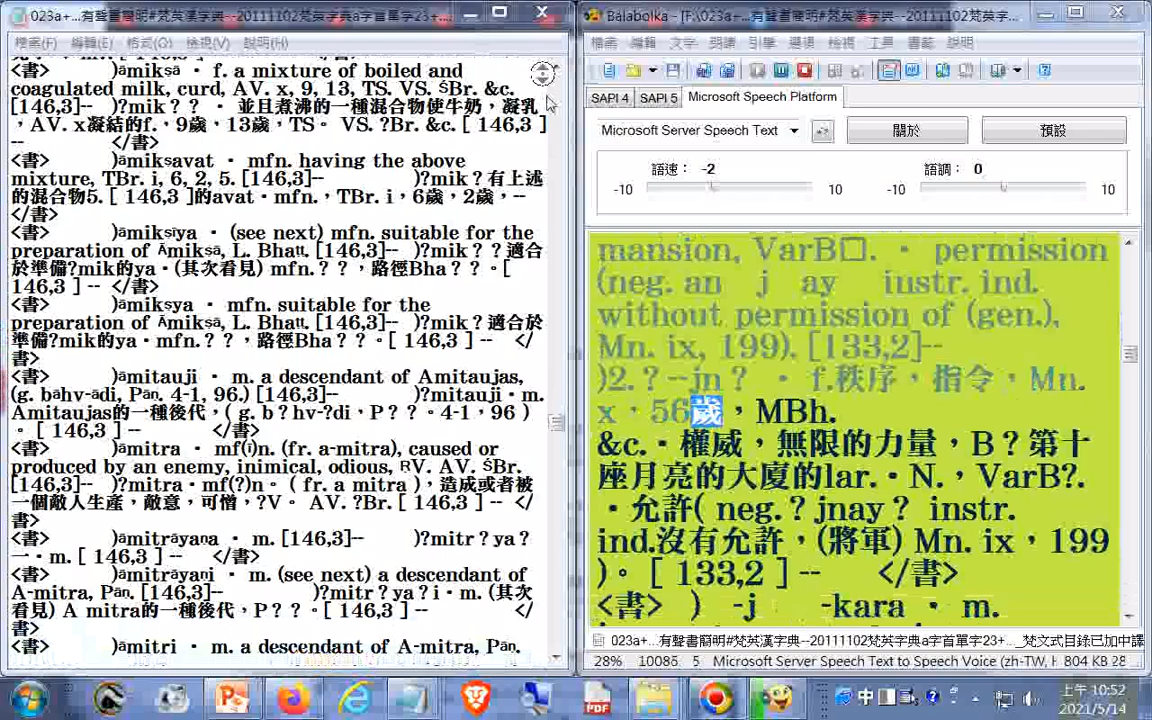 023a+...有聲書簡明#梵英漢字典--20111102梵英字典a字首單字23+...
檔案(F) 編輯(E) 格式(O) 檢視(V) 說明(H)
<書> )āmikṣā · f. a mixture of boiled and
coagulated milk, curd, AV. x, 9, 13, TS. VS. ŚBr. &c.
[146,3]-- )?mik？？ · 並且煮沸的一種混合物使牛奶，凝乳
，AV. x凝結的f.，9歲，13歲，TS。 VS. ?Br. &c. [ 146,3 ]
-- </書>
<書> )āmikṣavat · mfn. having the above
mixture, TBr. i, 6, 2, 5. [146,3]-- )?mik？有上述
的混合物5. [ 146,3 ]的avat · mfn.，TBr. i，6歲，2歲，--
</書>
<書> )āmikṣīya · (see next) mfn. suitable for the
preparation of Āmikṣā, L. Bhaṭṭ. [146,3]-- )?mik？？適合
於準備?mik的ya · (其次看見) mfn.？？，路徑Bha？？。[
146,3 ] -- </書>
<書> )āmikṣya · mfn. suitable for the
preparation of Āmikṣā, L. Bhaṭṭ. [146,3]-- )?mik？適合於
準備?mik的ya · mfn.？？，路徑Bha？？。[ 146,3 ] -- </
書>
<書> )āmitauji · m. a descendant of Amitaujas,
(g. bāhv-ādi, Pāṇ. 4-1, 96.) [146,3]-- )?mitauji · m.
Amitaujas的一種後代，( g. b？hv-?di，P？？。4-1，96 )
。[ 146,3 ] -- </書>
<書> )āmitra · mf(ī)n. (fr. a-mitra), caused or
produced by an enemy, inimical, odious, RV. AV. ŚBr.
[146,3]-- )?mitra · mf(?)n。( fr. a mitra )，造成或者被
一個敵人生產，敵意，可憎，?V。 AV. ?Br. [ 146,3 ] -- </
書>
<書> )āmitrāyaṇa · m. [146,3]-- )?mitr？ya？
一 · m. [ 146,3 ] -- </書>
<書> )āmitrāyaṇi · m. (see next) a descendant of
A-mitra, Pāṇ. [146,3]-- )?mitr？ya？i · m. (其次
看見) A mitra的一種後代，P？？。[ 146,3 ] -- </
書>
<書> )āmitri · m. a descendant of A-mitra, Pāṇ.
Balabolka - [F:\023a+...有聲書簡明#梵英漢字典--20111102梵英字...
檔案 編輯 文字 朗讀 引擎 選項 檢視 工具 書籤 說明
SAPI 4 SAPI 5 Microsoft Speech Platform
Microsoft Server Speech Text 關於 預設
語速： -2 語調： 0
-10 10 -10 10
mansion, VarB□. · permission
(neg. an j ay instr. ind.
without permission of (gen.),
Mn. ix, 199). [133,2]--
)2.？--jn？ · f.秩序，指令，Mn.
x，56歲，MBh.
&c. · 權威，無限的力量，B？第十
座月亮的大廈的lar. · N.，VarB?.
· 允許( neg.？jnay？ instr.
ind.沒有允許，(將軍) Mn. ix，199
)。[ 133,2 ] -- </書>
<書> ) -j -kara · m.
023a+...有聲書簡明#梵英漢字典--20111102梵英字典a字首單字23+..._梵文式目錄已加中譯
28% 10086 5 Microsoft Server Speech Text to Speech Voice (zh-TW, H 804 KB 28
中
上午 10:52
2021/5/14